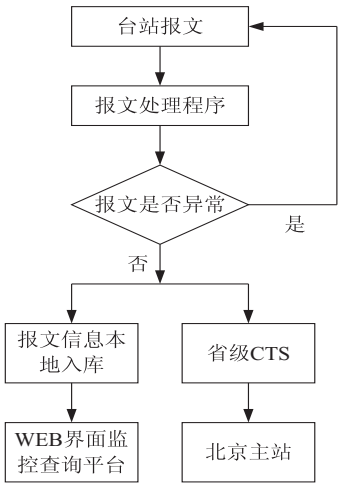 台站报文
报文处理程序
报文是否异常
是
否
报文信息本
地入库
省级CTS
WEB界面监
控查询平台
北京主站